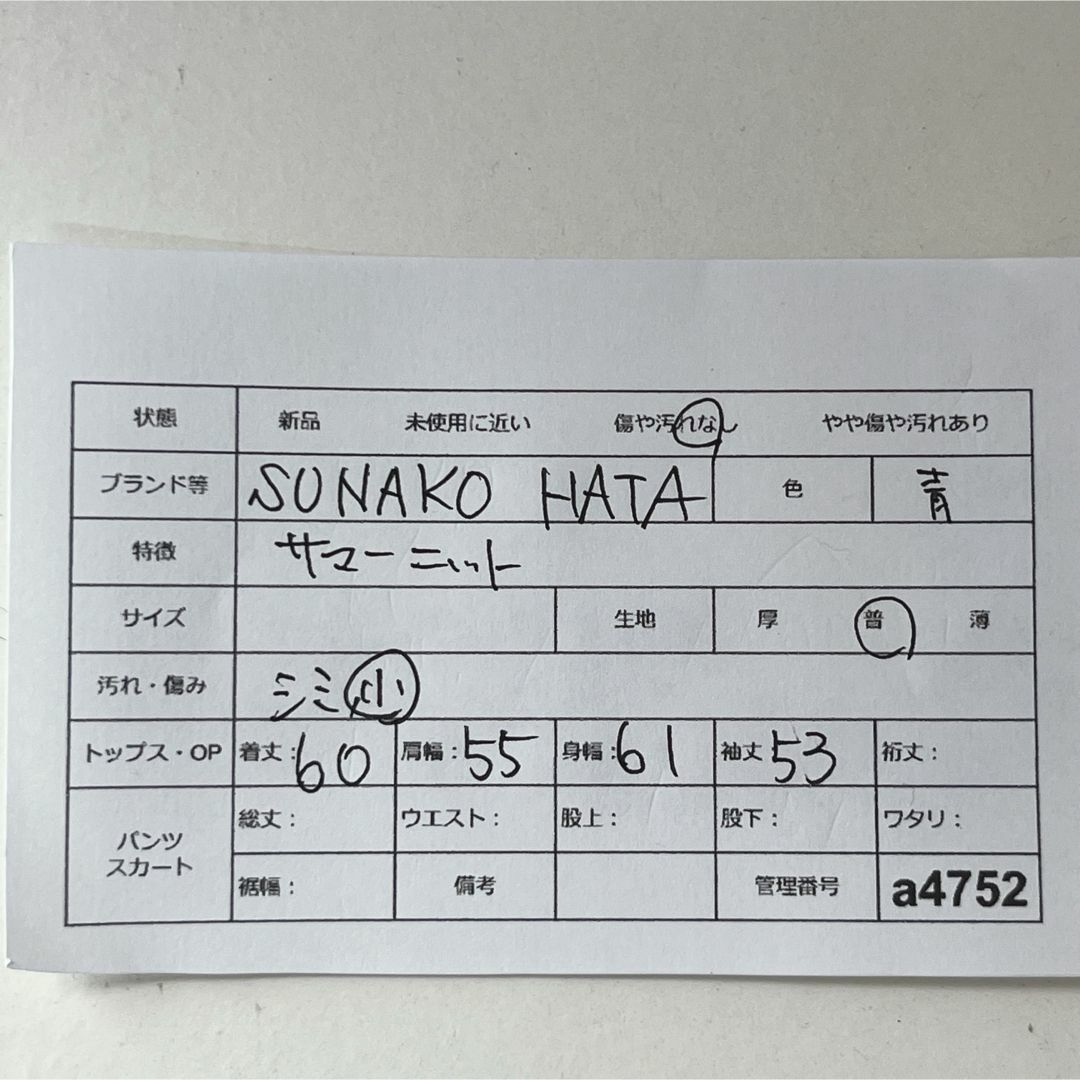 状態 新品 未使用に近い 傷や汚れなし やや傷や汚れあり
ブランド等 SUNAKO HATA 色 青
特徴 サマーニット
サイズ 生地 厚 普 薄
汚れ・傷み シミ小
トップス・OP 着丈：60 肩幅：55 身幅：61 袖丈 53 裄丈：
パンツ スカート
総丈： ウエスト： 股上： 股下： ワタリ：
裾幅： 備考 管理番号 a4752